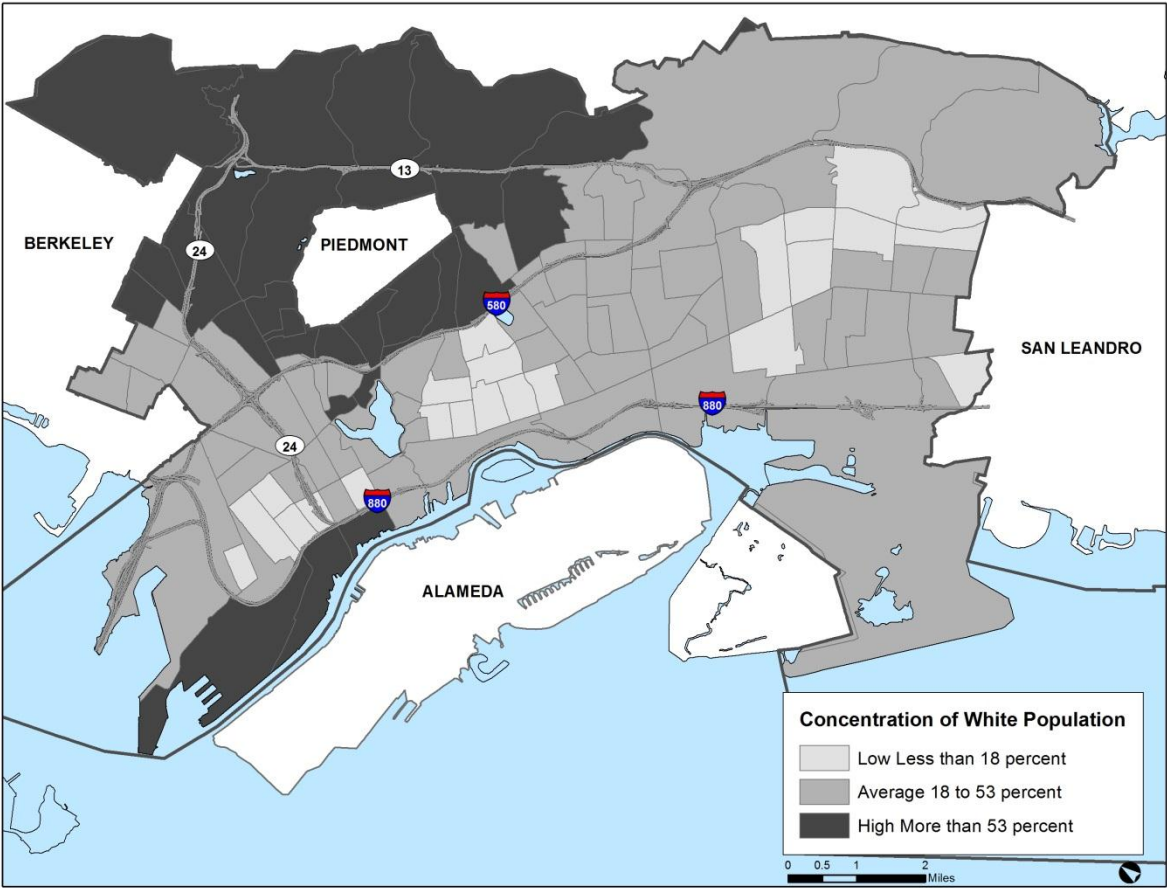 13
BERKELEY
24
PIEDMONT
580
SAN LEANDRO
880
24
880
ALAMEDA
Concentration of White Population
Low Less than 18 percent
Average 18 to 53 percent
High More than 53 percent
0 0.5 1 2
Miles